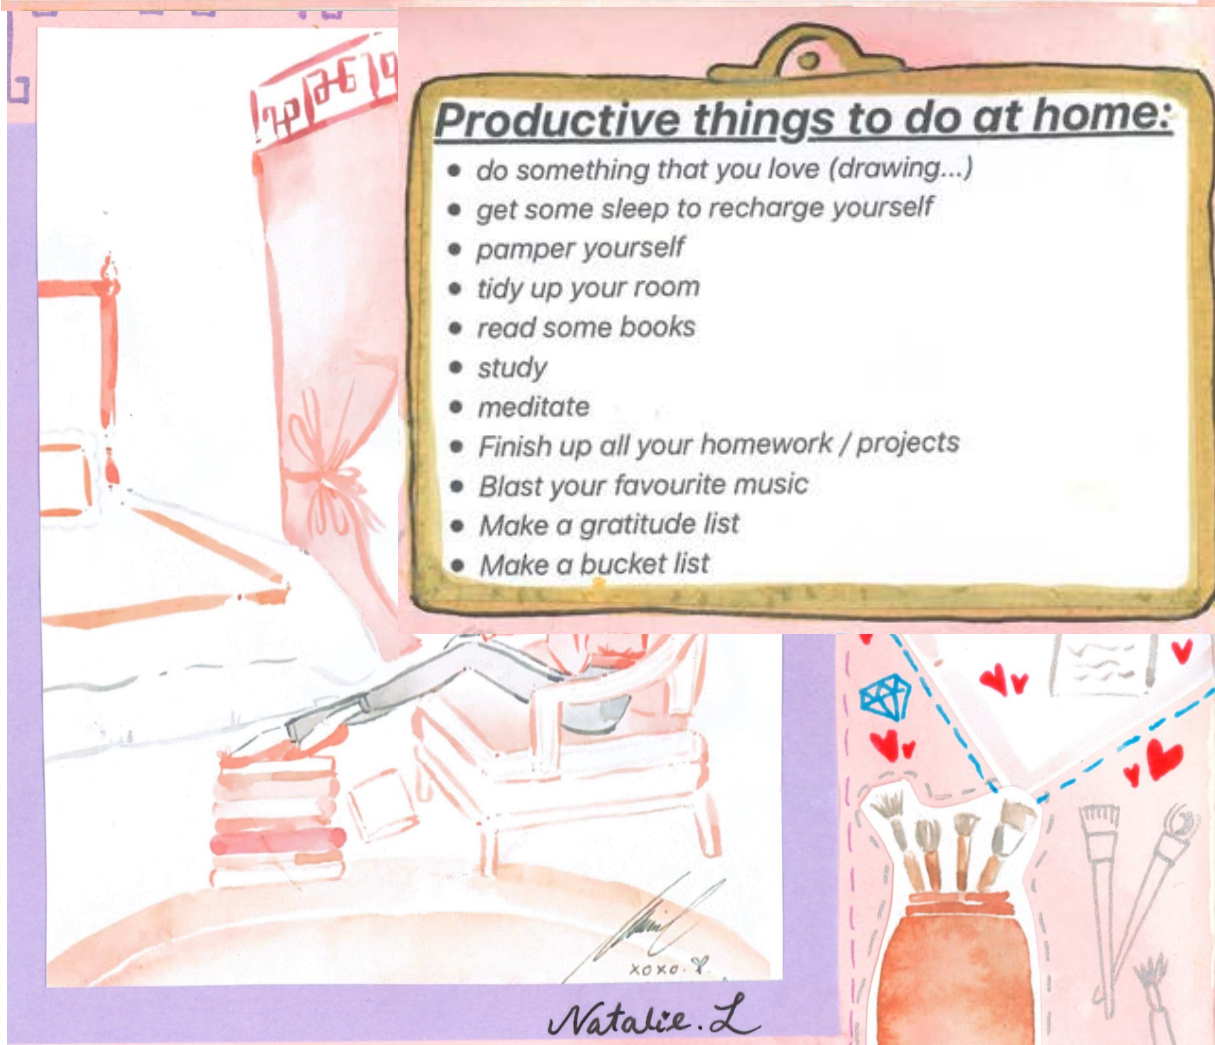 Productive things to do at home:
• do something that you love (drawing...)
• get some sleep to recharge yourself
• pamper yourself
• tidy up your room
• read some books
• study
• meditate
• Finish up all your homework / projects
• Blast your favourite music
• Make a gratitude list
• Make a bucket list
xoxo.
Natalie.L